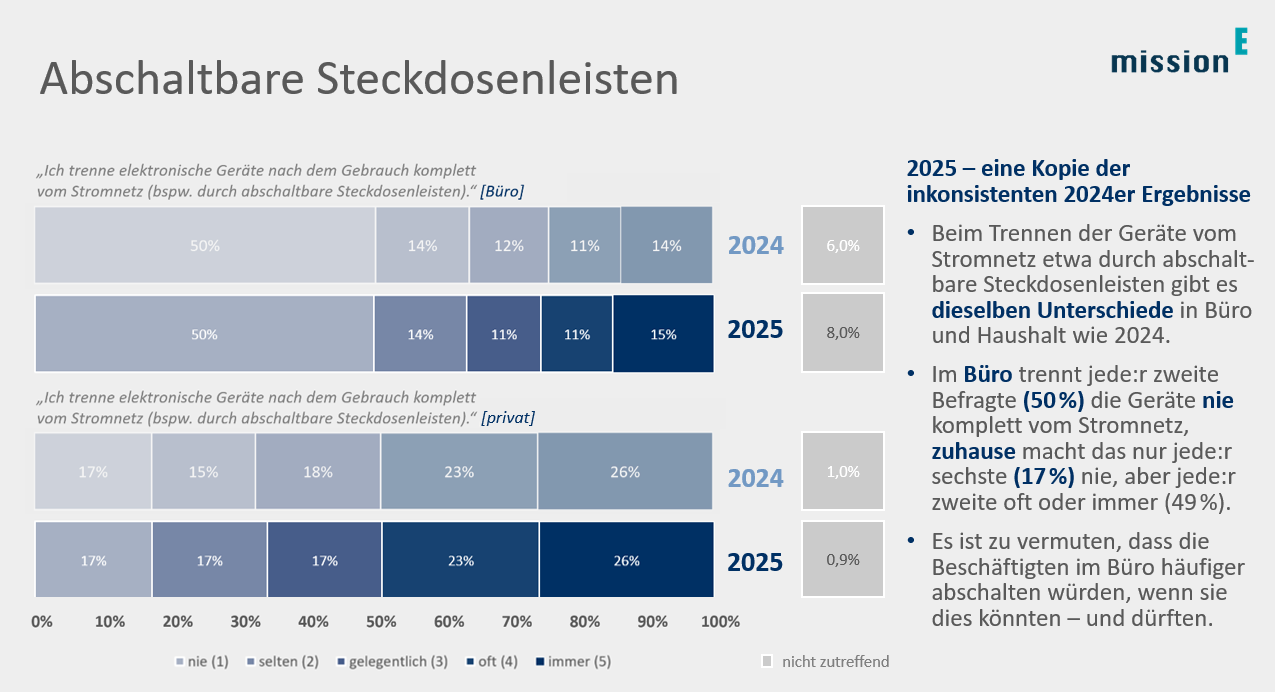 Abschaltbare Steckdosenleisten
mission E
„Ich trenne elektronische Geräte nach dem Gebrauch komplett
vom Stromnetz (bspw. durch abschaltbare Steckdosenleisten).“ [Büro]
50% 14% 12% 11% 14% 2024 6,0%
50% 14% 11% 11% 15% 2025 8,0%
„Ich trenne elektronische Geräte nach dem Gebrauch komplett
vom Stromnetz (bspw. durch abschaltbare Steckdosenleisten).“ [privat]
17% 15% 18% 23% 26% 2024 1,0%
17% 17% 17% 23% 26% 2025 0,9%
0% 10% 20% 30% 40% 50% 60% 70% 80% 90% 100%
nie (1) selten (2) gelegentlich (3) oft (4) immer (5) nicht zutreffend
2025 – eine Kopie der
inkonsistenten 2024er Ergebnisse
• Beim Trennen der Geräte vom
Stromnetz etwa durch abschalt-
bare Steckdosenleisten gibt es
dieselben Unterschiede in Büro
und Haushalt wie 2024.
• Im Büro trennt jede:r zweite
Befragte (50 %) die Geräte nie
komplett vom Stromnetz,
zuhause macht das nur jede:r
sechste (17 %) nie, aber jede:r
zweite oft oder immer (49 %).
• Es ist zu vermuten, dass die
Beschäftigten im Büro häufiger
abschalten würden, wenn sie
dies könnten – und dürften.